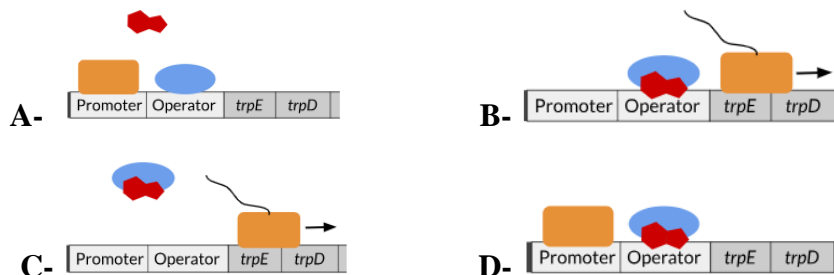 Promoter Operator trpE trpD
A-
Promoter Operator trpE trpD
B-
Promoter Operator trpE trpD
C-
Promoter Operator trpE trpD
D-